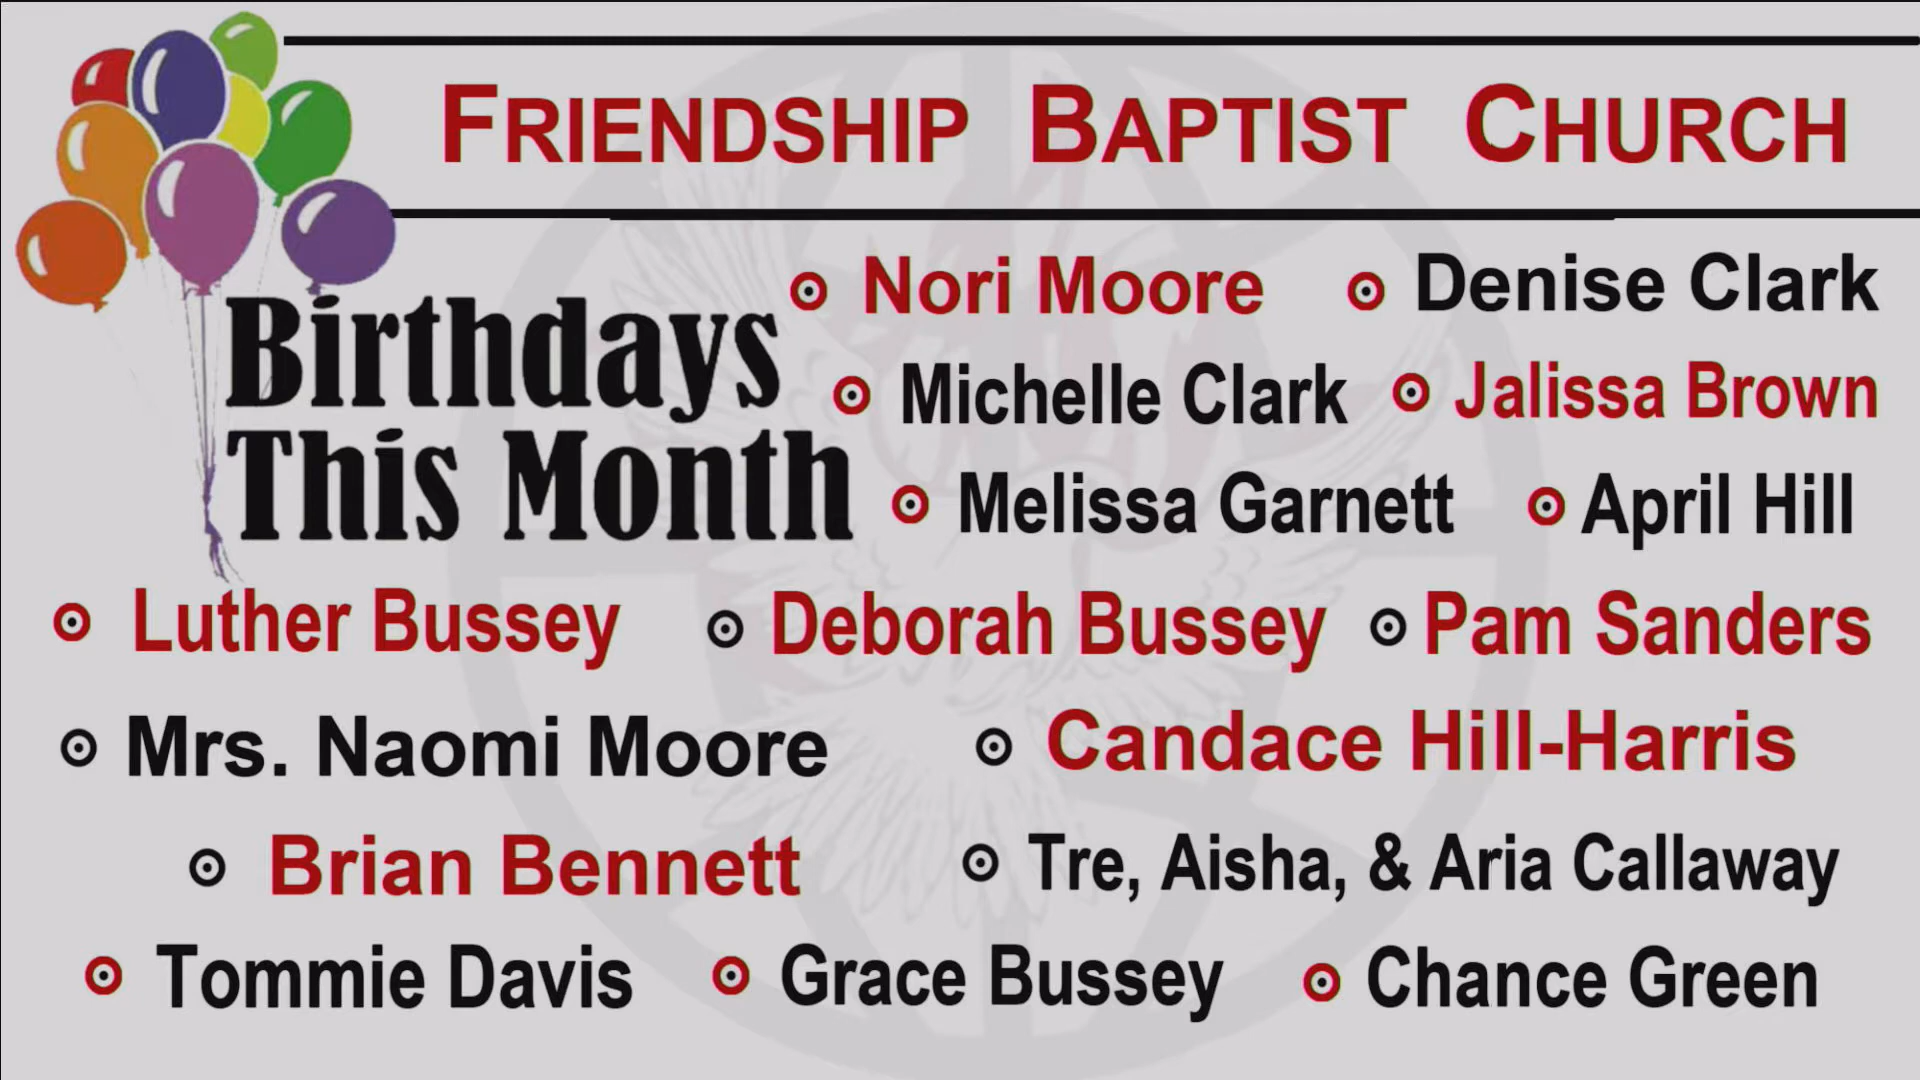 FRIENDSHIP BAPTIST CHURCH
Birthdays
This Month
Nori Moore
Denise Clark
Michelle Clark
Jalissa Brown
Melissa Garnett
April Hill
Luther Bussey
Deborah Bussey
Pam Sanders
Mrs. Naomi Moore
Candace Hill-Harris
Brian Bennett
Tre, Aisha, & Aria Callaway
Tommie Davis
Grace Bussey
Chance Green